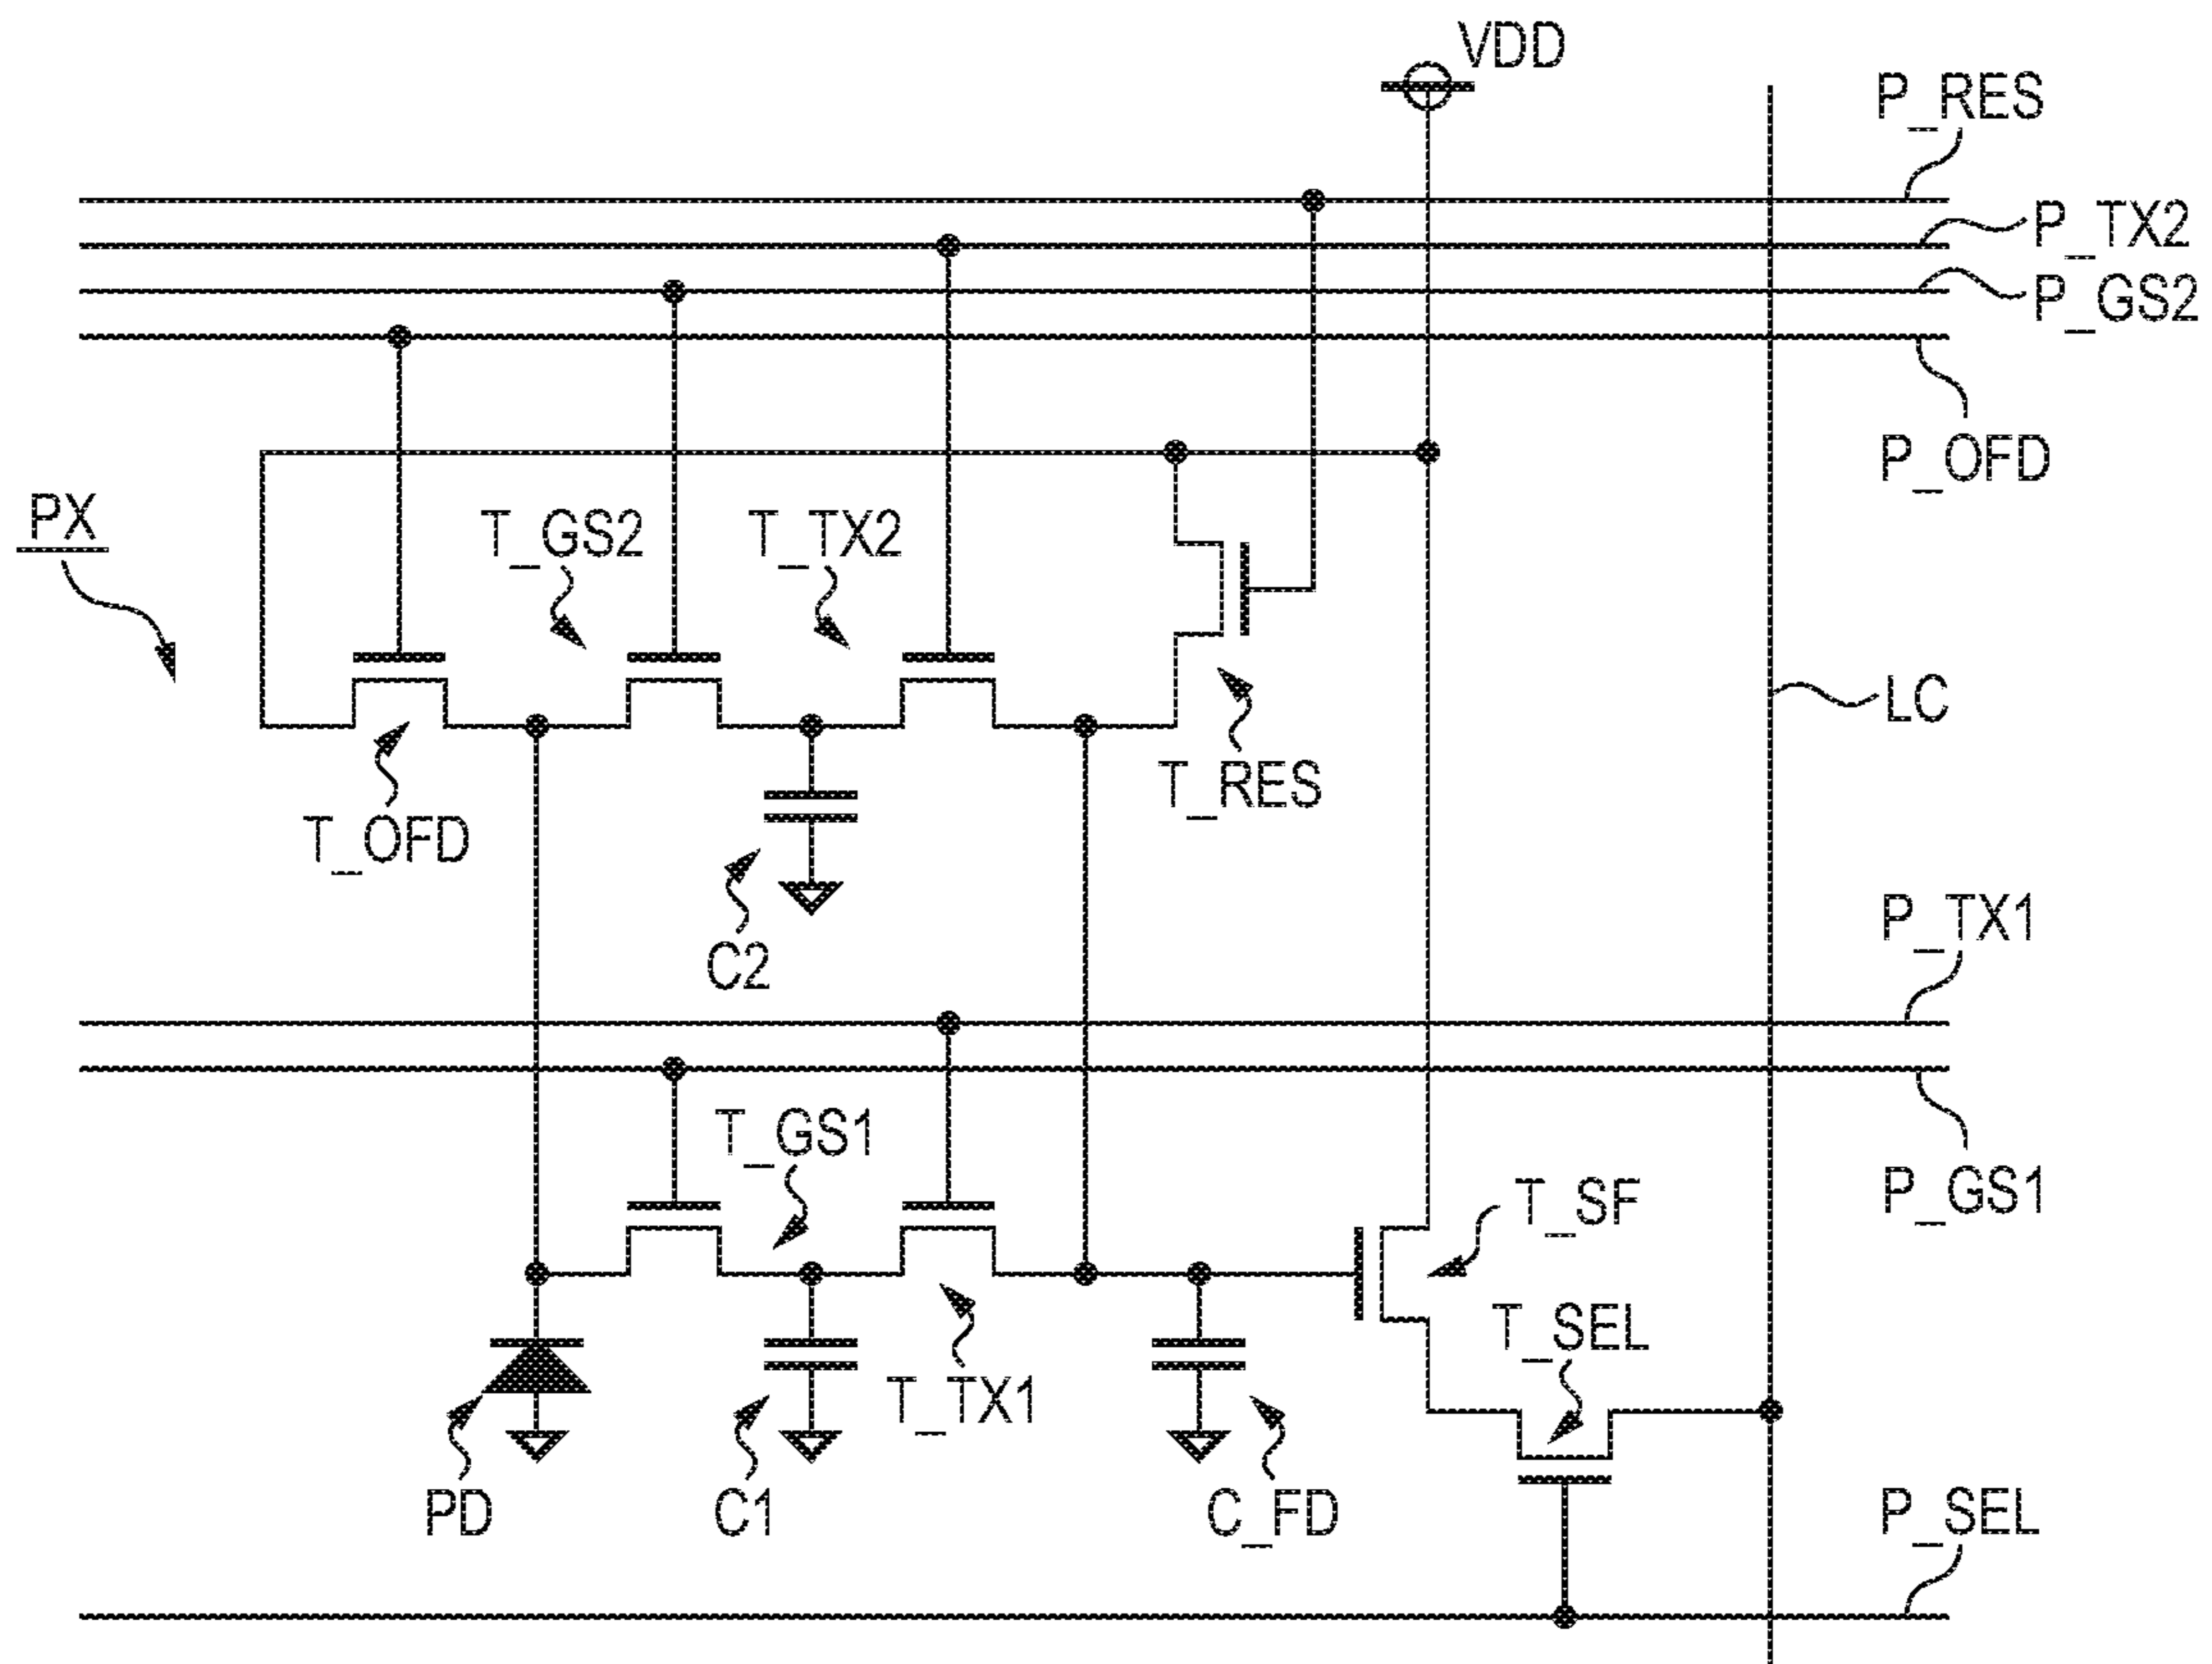 VDD
P_RES
P_TX2
P_GS2
P_OFD
PX
T_GS2
T_TX2
LC
T_RES
T_OFD
C2
P_TX1
T_GS1
P_GS1
T_SF
T_SEL
T_TX1
PD
C1
C_FD
P_SEL